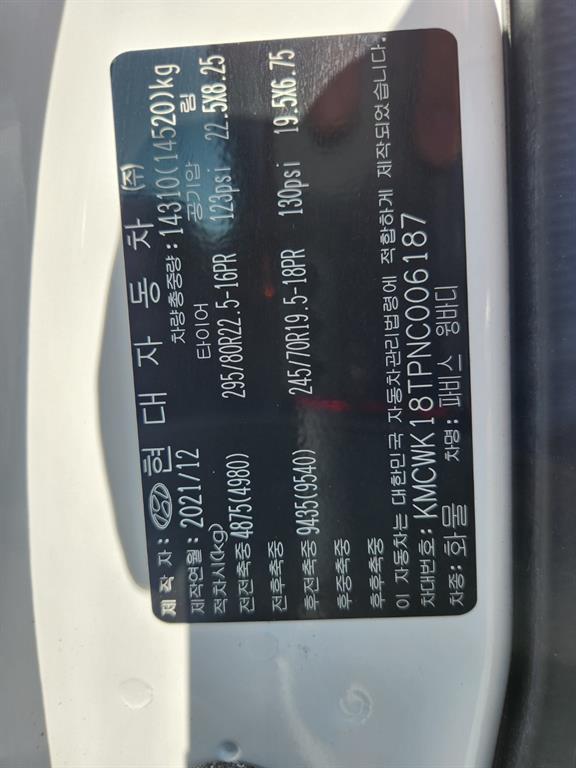 제 작 자: 현 대 자 동 차 (주)
제작연월: 2021/12 차량총중량: 14310(14520)kg
적차시(kg) 타이어 공기압 림
전전축중 4875(4980) 295/80R22.5-16PR 123psi 22.5X8.25
전후축중
후전축중 9435(9540) 245/70R19.5-18PR 130psi 19.5X6.75
후중축중
후후축중
이 자동차는 대한민국 자동차관리법령에 적합하게 제작되었습니다.
차대번호: KMCWK18TPNC006187
차종: 화물 차명: 파비스 윙바디